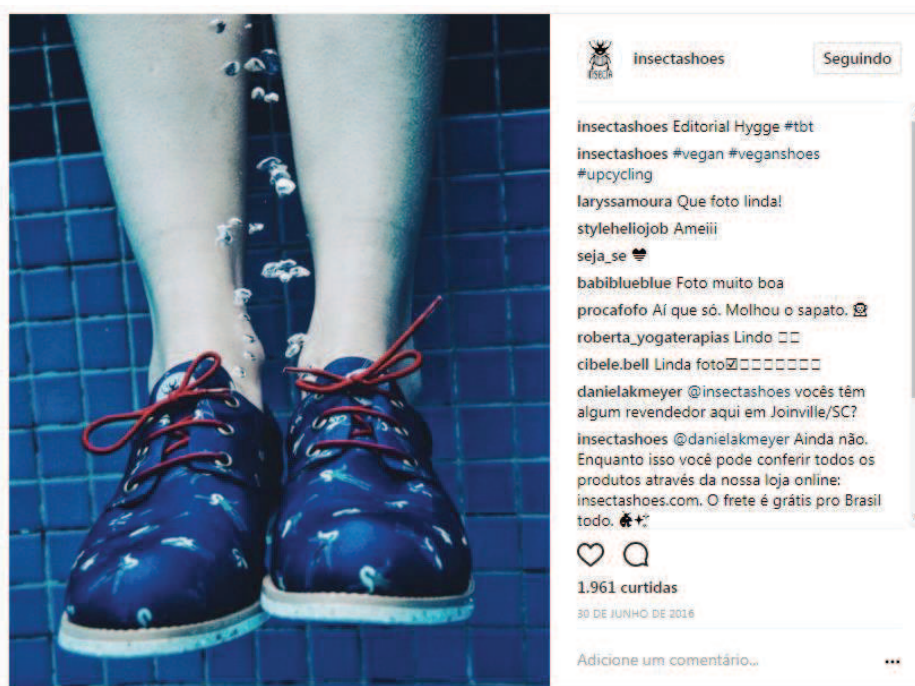 INSECTA
insectashoes
Seguindo
insectashoes Editorial Hygge #tbt
insectashoes #vegan #veganshoes
#upcycling
laryssamoura Que foto linda!
styleheliojob Ameiii
seja_se
babiblueblue Foto muito boa
procafofo Aí que só. Molhou o sapato.
roberta_yogaterapias Lindo
cibele.bell Linda foto
danielakmeyer @insectashoes vocês têm
algum revendedor aqui em Joinville/SC?
insectashoes @danielakmeyer Ainda não.
Enquanto isso você pode conferir todos os
produtos através da nossa loja online:
insectashoes.com. O frete é grátis pro Brasil
todo.
1.961 curtidas
30 DE JUNHO DE 2016
Adicione um comentário...